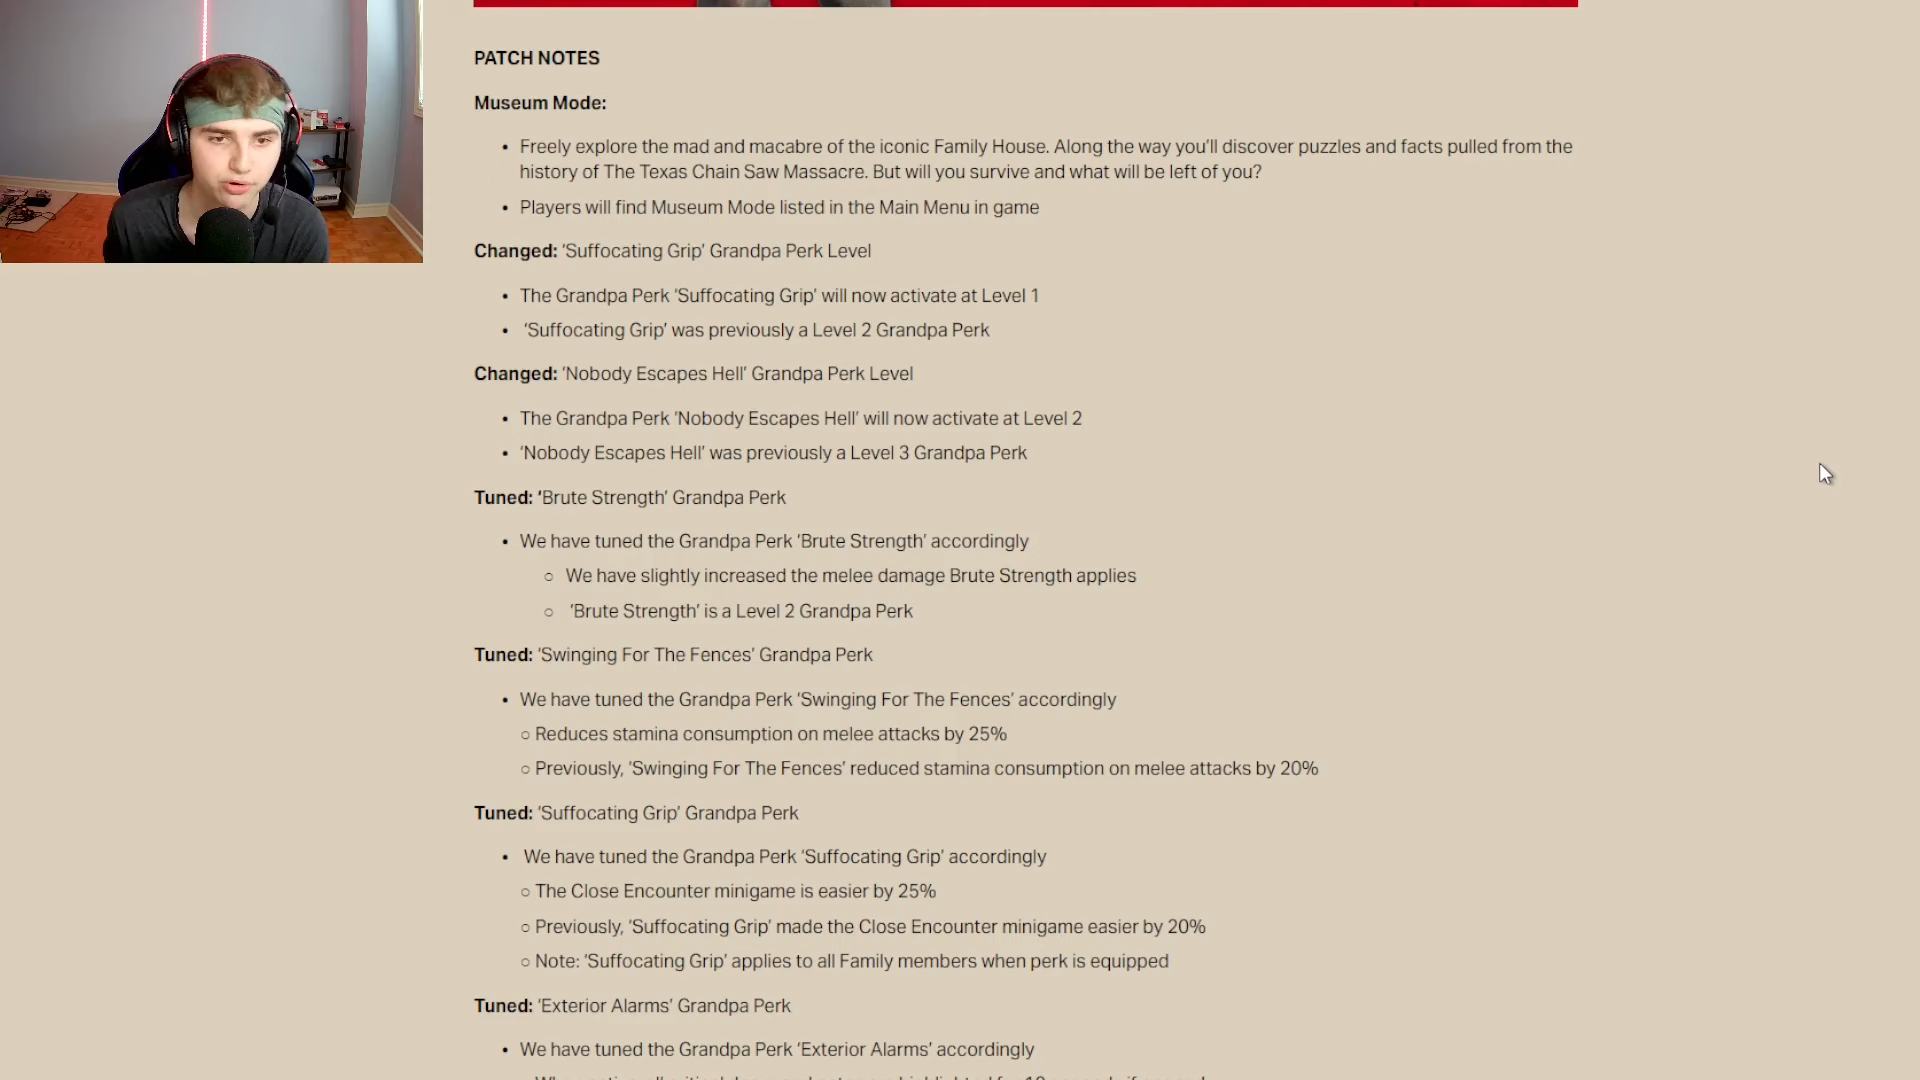 PATCH NOTES
Museum Mode:
• Freely explore the mad and macabre of the iconic Family House. Along the way you’ll discover puzzles and facts pulled from the
history of The Texas Chain Saw Massacre. But will you survive and what will be left of you?
• Players will find Museum Mode listed in the Main Menu in game
Changed: ‘Suffocating Grip’ Grandpa Perk Level
• The Grandpa Perk ‘Suffocating Grip’ will now activate at Level 1
• ‘Suffocating Grip’ was previously a Level 2 Grandpa Perk
Changed: ‘Nobody Escapes Hell’ Grandpa Perk Level
• The Grandpa Perk ‘Nobody Escapes Hell’ will now activate at Level 2
• ‘Nobody Escapes Hell’ was previously a Level 3 Grandpa Perk
Tuned: ‘Brute Strength’ Grandpa Perk
• We have tuned the Grandpa Perk ‘Brute Strength’ accordingly
○ We have slightly increased the melee damage Brute Strength applies
○ ‘Brute Strength’ is a Level 2 Grandpa Perk
Tuned: ‘Swinging For The Fences’ Grandpa Perk
• We have tuned the Grandpa Perk ‘Swinging For The Fences’ accordingly
○ Reduces stamina consumption on melee attacks by 25%
○ Previously, ‘Swinging For The Fences’ reduced stamina consumption on melee attacks by 20%
Tuned: ‘Suffocating Grip’ Grandpa Perk
• We have tuned the Grandpa Perk ‘Suffocating Grip’ accordingly
○ The Close Encounter minigame is easier by 25%
○ Previously, ‘Suffocating Grip’ made the Close Encounter minigame easier by 20%
○ Note: ‘Suffocating Grip’ applies to all Family members when perk is equipped
Tuned: ‘Exterior Alarms’ Grandpa Perk
• We have tuned the Grandpa Perk ‘Exterior Alarms’ accordingly